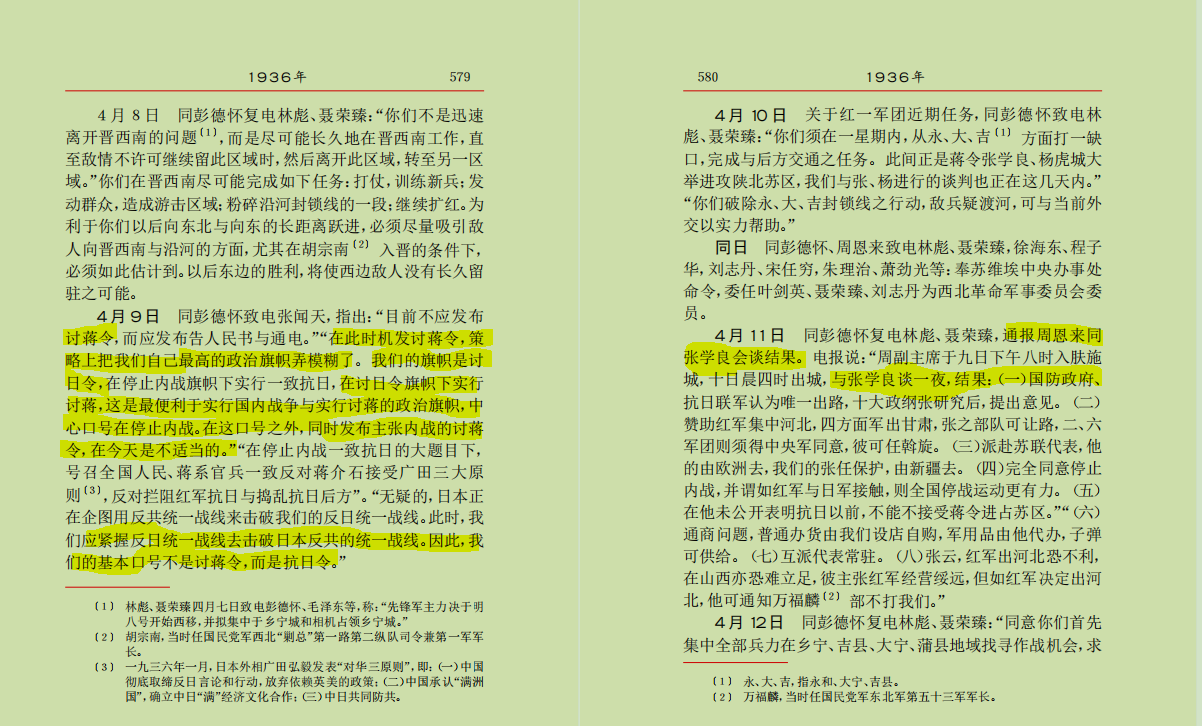 1936年 579
4月8日 同彭德怀复电林彪、聂荣臻:“你们不是迅速
离开晋西南的问题〔1〕,而是尽可能长久地在晋西南工作,直
至敌情不许可继续留此区域时,然后离开此区域,转至另一区
域。”你们在晋西南尽可能完成如下任务:打仗,训练新兵;发
动群众,造成游击区域;粉碎沿河封锁线的一段;继续扩红。为
利于你们以后向东北与向东的长距离跃进,必须尽量吸引敌
人向晋西南与沿河的方面,尤其在胡宗南〔2〕入晋的条件下,
必须如此估计到。以后东边的胜利,将使西边敌人没有长久留
驻之可能。
4月9日 同彭德怀致电张闻天,指出:“目前不应发布
讨蒋令,而应发布告人民书与通电。”“在此时机发讨蒋令,策
略上把我们自己最高的政治旗帜弄模糊了。我们的旗帜是讨
日令,在停止内战旗帜下实行一致抗日,在讨日令旗帜下实行
讨蒋,这是最便利于实行国内战争与实行讨蒋的政治旗帜,中
心口号在停止内战。在这口号之外,同时发布主张内战的讨蒋
令,在今天是不适当的。”“在停止内战一致抗日的大题目下,
号召全国人民、蒋系官兵一致反对蒋介石接受广田三大原
则〔3〕,反对拦阻红军抗日与捣乱抗日后方”。“无疑的,日本正
在企图用反共统一战线来击破我们的反日统一战线。此时,我
们应紧握反日统一战线去击破日本反共的统一战线。因此,我
们的基本口号不是讨蒋令,而是抗日令。”
〔1〕 林彪、聂荣臻四月七日致电彭德怀、毛泽东等,称:“先锋军主力决于明
八号开始西移,并拟集中于乡宁城和相机占领乡宁城。”
〔2〕 胡宗南,当时任国民党军西北“剿总”第一路第二纵队司令兼第一军军
长。
〔3〕 一九三六年一月,日本外相广田弘毅发表“对华三原则”,即:(一)中国
彻底取缔反日言论和行动,放弃依赖英美的政策;(二)中国承认“满洲
国”,确立中日“满”经济文化合作;(三)中日共同防共。
580 1936年
4月10日 关于红一军团近期任务,同彭德怀致电林
彪、聂荣臻:“你们须在一星期内,从永、大、吉〔1〕方面打一缺
口,完成与后方交通之任务。此间正是蒋令张学良、杨虎城大
举进攻陕北苏区,我们与张、杨进行的谈判也正在这几天内。”
“你们破除永、大、吉封锁线之行动,敌兵疑渡河,可与当前外
交以实力帮助。”
同日 同彭德怀、周恩来致电林彪、聂荣臻,徐海东、程子
华,刘志丹、宋任穷,朱理治、萧劲光等:奉苏维埃中央办事处
命令,委任叶剑英、聂荣臻、刘志丹为西北革命军事委员会委
员。
4月11日 同彭德怀复电林彪、聂荣臻,通报周恩来同
张学良会谈结果。电报说:“周副主席于九日下午八时入肤施
城,十日晨四时出城,与张学良谈一夜,结果:(一)国防政府、
抗日联军认为唯一出路,十大政纲张研究后,提出意见。(二)
赞助红军集中河北,四方面军出甘肃,张之部队可让路,二、六
军团则须得中央军同意,彼可任斡旋。(三)派赴苏联代表,他
的由欧洲去,我们的张任保护,由新疆去。(四)完全同意停止
内战,并谓如红军与日军接触,则全国停战运动更有力。(五)
在他未公开表明抗日以前,不能不接受蒋令进占苏区。”“(六)
通商问题,普通办货由我们设店自购,军用品由他代办,子弹
可供给。(七)互派代表常驻。(八)张云,红军出河北恐不利,
在山西亦恐难立足,彼主张红军经营绥远,但如红军决定出河
北,他可通知万福麟〔2〕部不打我们。”
4月12日 同彭德怀复电林彪、聂荣臻:“同意你们首先
集中全部兵力在乡宁、吉县、大宁、蒲县地域找寻作战机会,求
〔1〕 永、大、吉,指永和、大宁、吉县。
〔2〕 万福麟,当时任国民党军东北军第五十三军军长。